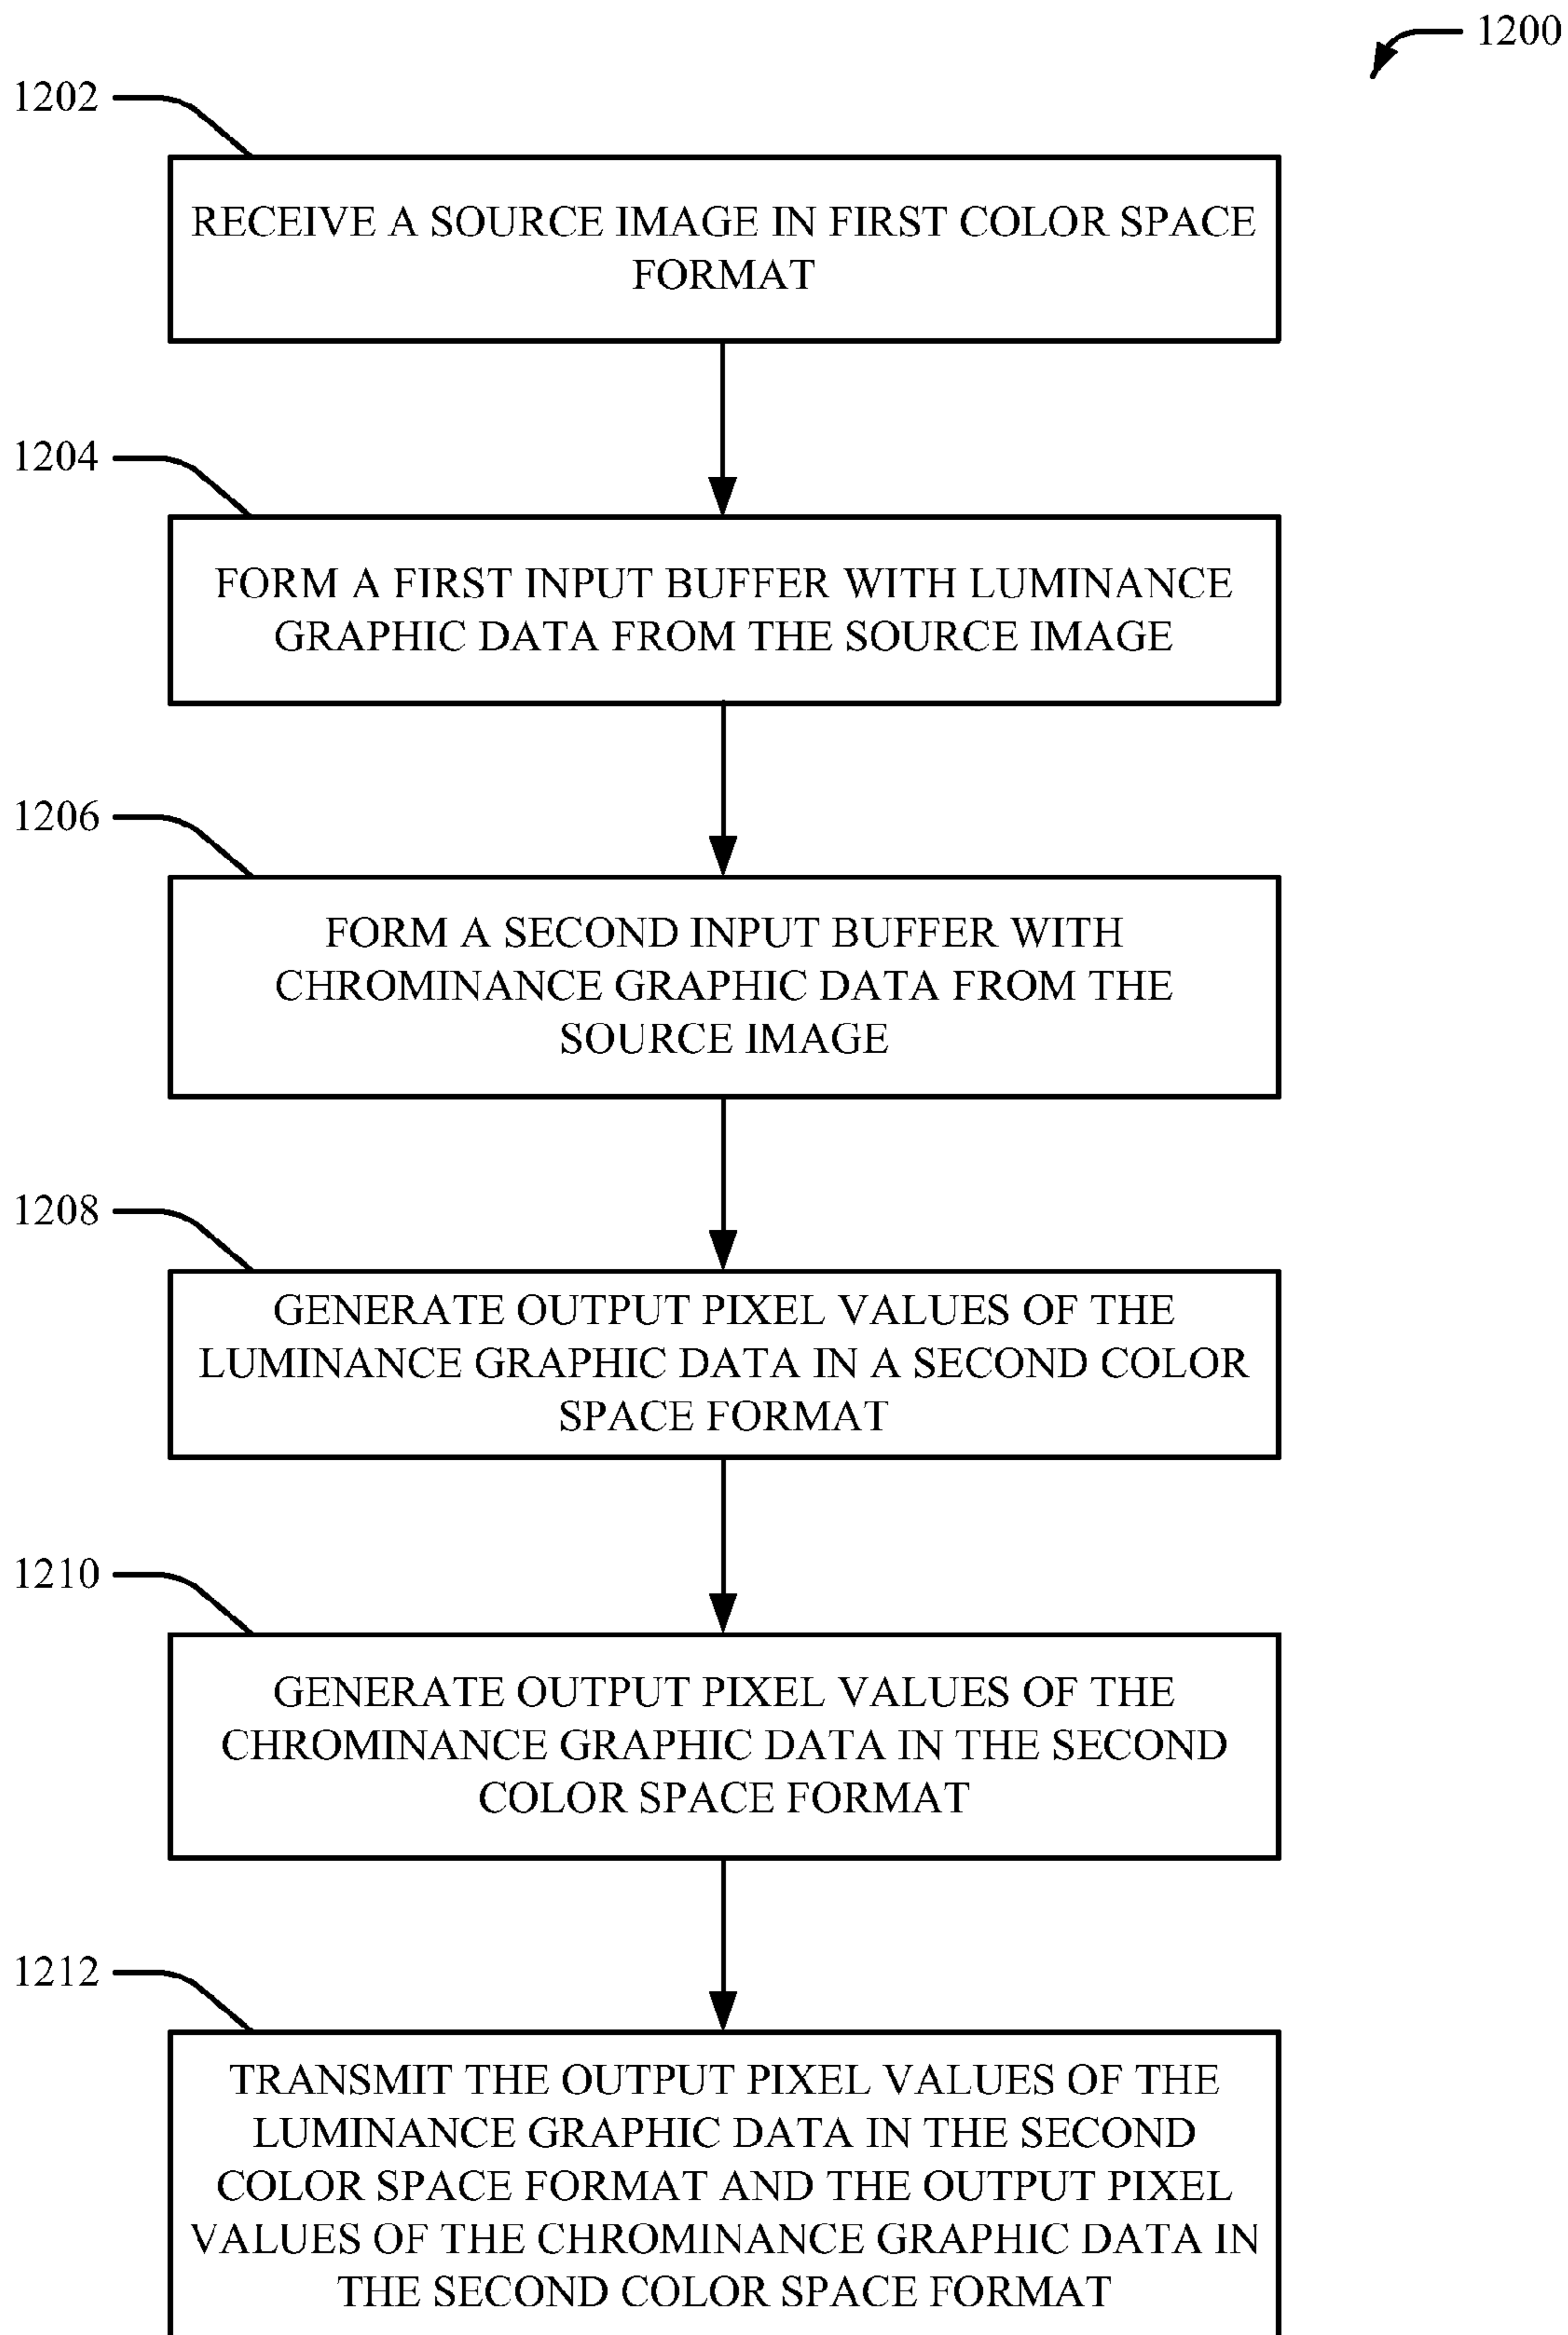 1200
1202
RECEIVE A SOURCE IMAGE IN FIRST COLOR SPACE
FORMAT
1204
FORM A FIRST INPUT BUFFER WITH LUMINANCE
GRAPHIC DATA FROM THE SOURCE IMAGE
1206
FORM A SECOND INPUT BUFFER WITH
CHROMINANCE GRAPHIC DATA FROM THE
SOURCE IMAGE
1208
GENERATE OUTPUT PIXEL VALUES OF THE
LUMINANCE GRAPHIC DATA IN A SECOND COLOR
SPACE FORMAT
1210
GENERATE OUTPUT PIXEL VALUES OF THE
CHROMINANCE GRAPHIC DATA IN THE SECOND
COLOR SPACE FORMAT
1212
TRANSMIT THE OUTPUT PIXEL VALUES OF THE
LUMINANCE GRAPHIC DATA IN THE SECOND
COLOR SPACE FORMAT AND THE OUTPUT PIXEL
VALUES OF THE CHROMINANCE GRAPHIC DATA IN
THE SECOND COLOR SPACE FORMAT